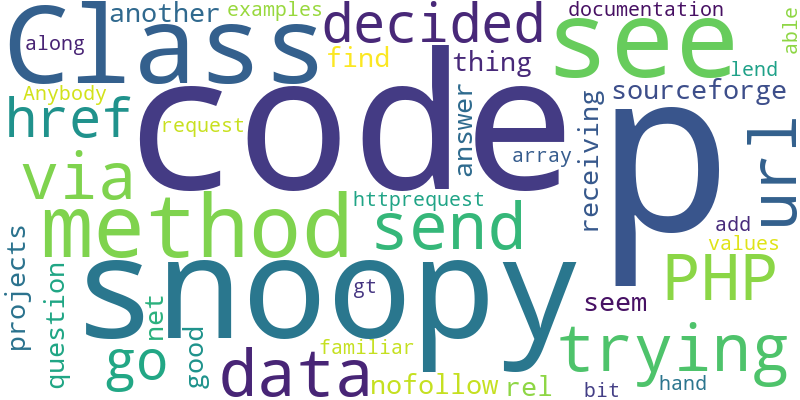 Class
another
examples
decided
documentation
able
along
find
thing
see
lend
Anybody
code
sourceforge
href
request
answer
array
receiving
p
url
via
method
httprequest
send
add
values
projects
question
net
snoopy
gt
PHP
seem
go
good
familiar
trying
data
nofollow
rel
bit
hand